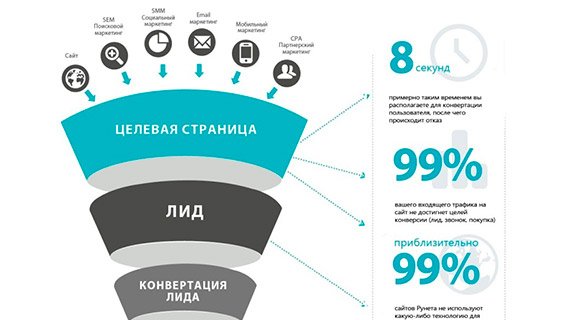 Сайт
SEM
Поисковой
маркетинг
SMM
Социальный
маркетинг
Email
маркетинг
Мобильный
маркетинг
CPA
Партнерский
маркетинг
ЦЕЛЕВАЯ СТРАНИЦА
ЛИД
КОНВЕРТАЦИЯ
ЛИДА
8 секунд
примерно таким временем вы
располагаете для конвертации
пользователя, после чего
происходит отказ
99%
вашего входящего трафика на
сайт не достигнет целей
конверсии (лид, звонок, покупка)
приблизительно
99%
сайтов Рунета не используют
какую-либо технологию для